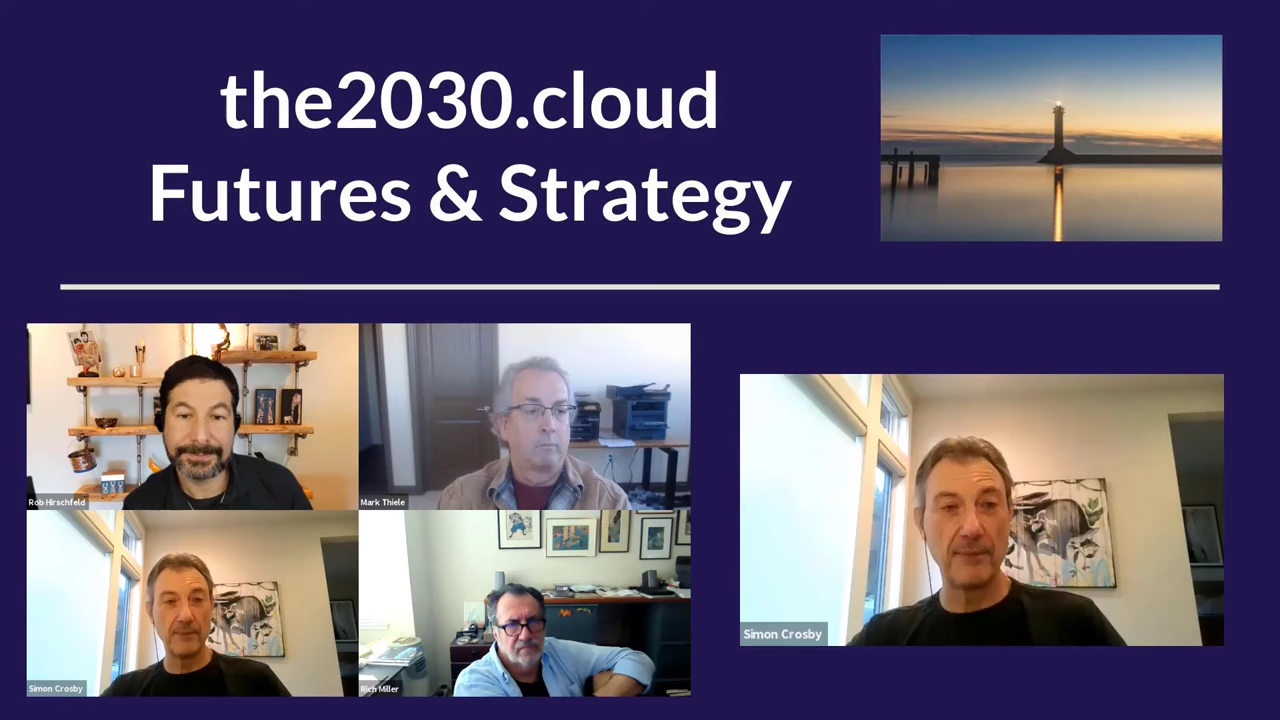 the2030.cloud
Futures & Strategy
Rob Hirschfeld
Mark Thiele
Simon Crosby
Rich Miller
Simon Crosby